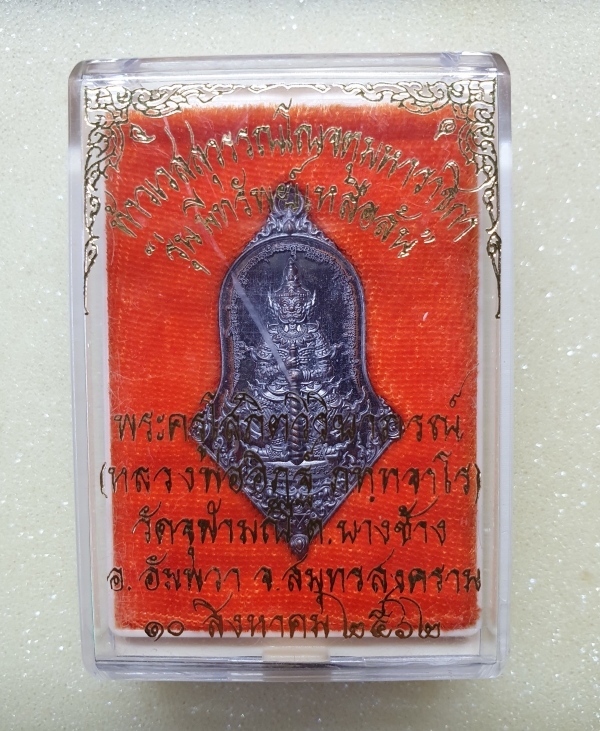 ท้าวเวสสุวรรณโณจตุมหาราชิกา
"รุ่น มีทรัพย์เหลือล้น"
พระครูโสภิตวิริยาภรณ์
(หลวงพ่ออิฏฐ์ ภทฺทจาโร)
วัดจุฬามณี ต.บางช้าง
อ. อัมพวา จ.สมุทรสงคราม
๑๐ สิงหาคม ๒๕๖๒